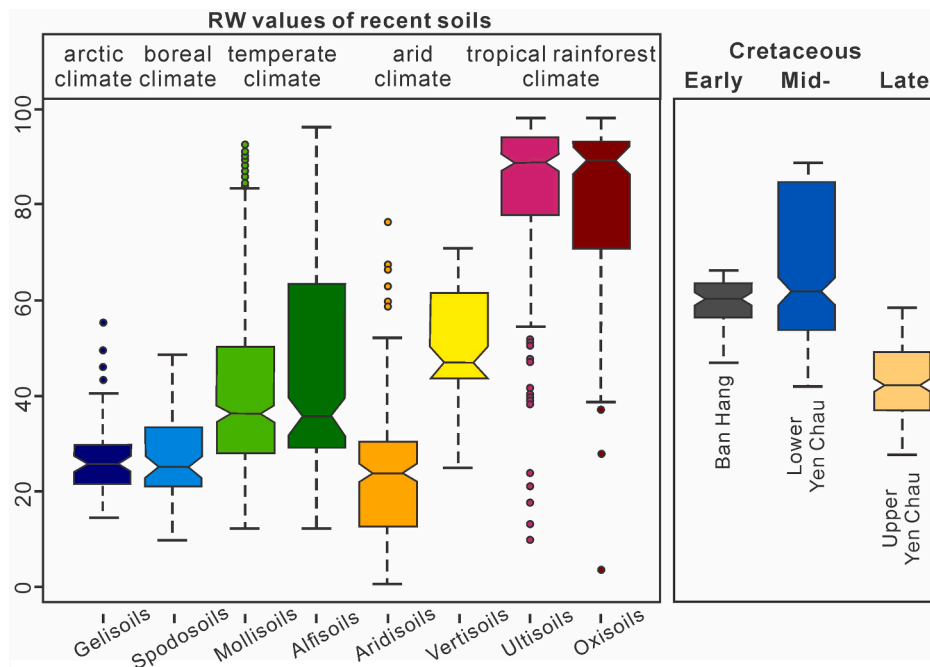 RW values of recent soils
arctic
climate
boreal
climate
temperate
climate
arid
climate
tropical rainforest
climate
Cretaceous
Early
Mid-
Late
100
80
60
40
20
0
Ban Hang
Lower
Yen Chau
Upper
Yen Chau
Gelisoils
Spodosoils
Mollisoils
Alfisoils
Aridisoils
Vertisoils
Ultisoils
Oxisoils